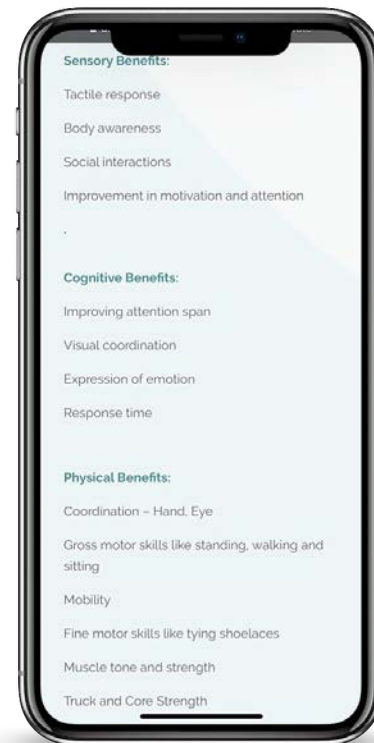 Sensory Benefits:
Tactile response
Body awareness
Social interactions
Improvement in motivation and attention
.
Cognitive Benefits:
Improving attention span
Visual coordination
Expression of emotion
Response time
Physical Benefits:
Coordination – Hand, Eye
Gross motor skills like standing, walking and
sitting
Mobility
Fine motor skills like tying shoelaces
Muscle tone and strength
Truck and Core Strength